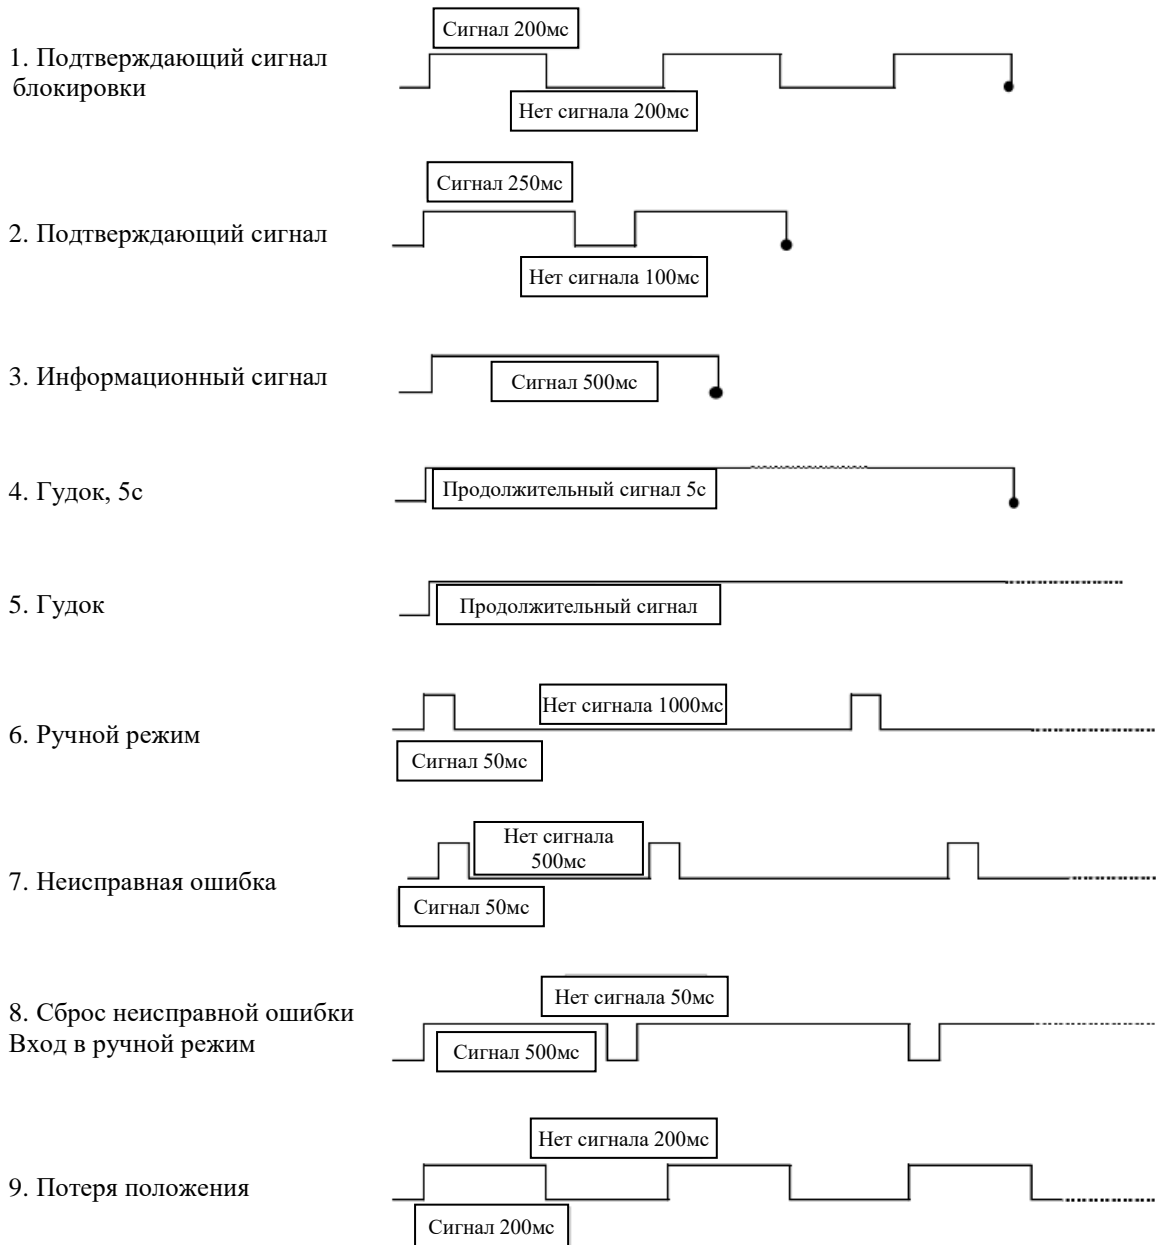 Сигнал 200мс
1. Подтверждающий сигнал
блокировки
Нет сигнала 200мс
Сигнал 250мс
2. Подтверждающий сигнал
Нет сигнала 100мс
3. Информационный сигнал
Сигнал 500мс
4. Гудок, 5с
Продолжительный сигнал 5с
5. Гудок
Продолжительный сигнал
Нет сигнала 1000мс
6. Ручной режим
Сигнал 50мс
Нет сигнала
500мс
7. Неисправная ошибка
Сигнал 50мс
Нет сигнала 50мс
8. Сброс неисправной ошибки
Вход в ручной режим
Сигнал 500мс
Нет сигнала 200мс
9. Потеря положения
Сигнал 200мс